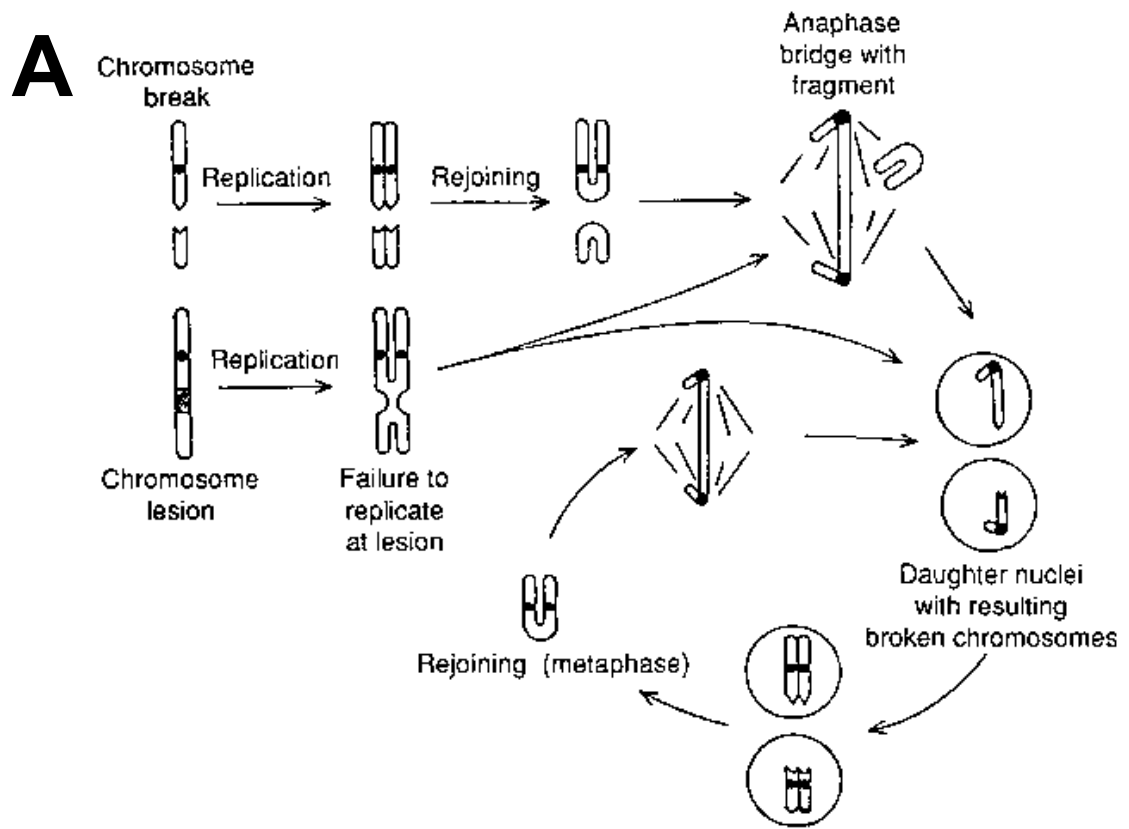 A
Chromosome
break
Replication
Rejoining
Anaphase
bridge with
fragment
Replication
Chromosome
lesion
Failure to
replicate
at lesion
Daughter nuclei
with resulting
broken chromosomes
Rejoining (metaphase)